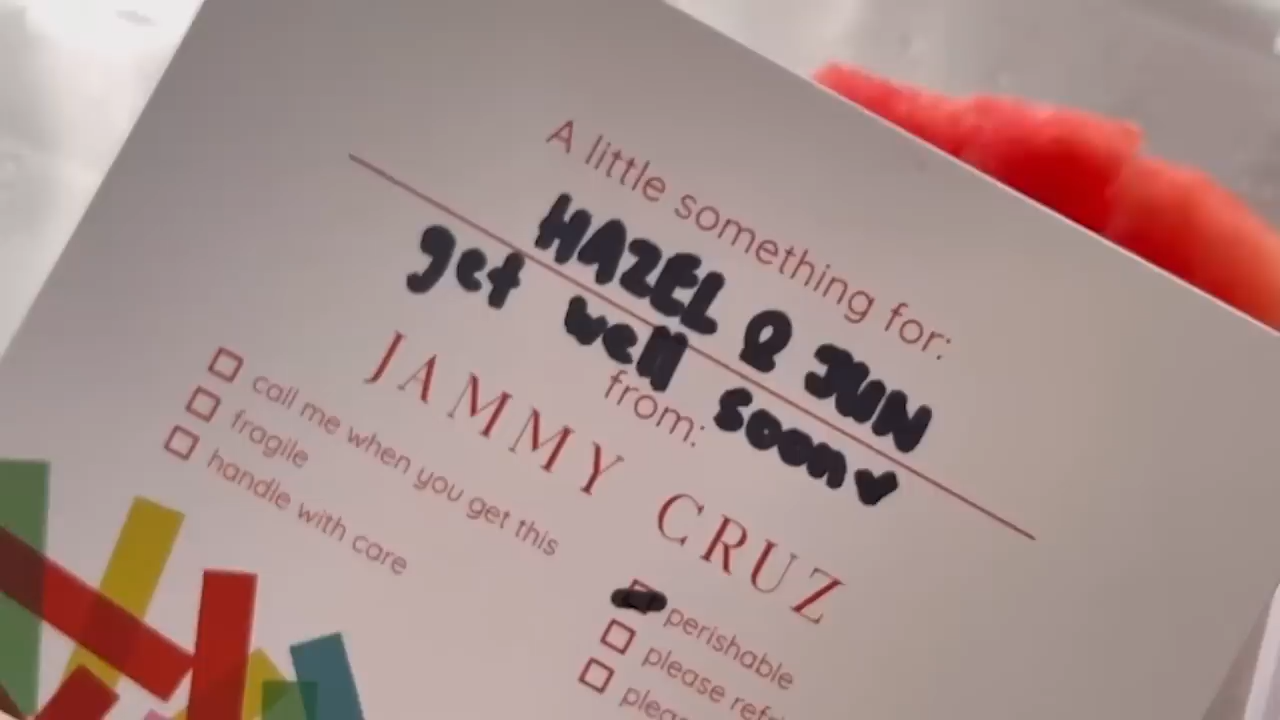 A little something for:
HAZEL & JUN
get well soon
from:
JAMMY CRUZ
call me when you get this
fragile
handle with care
perishable
please